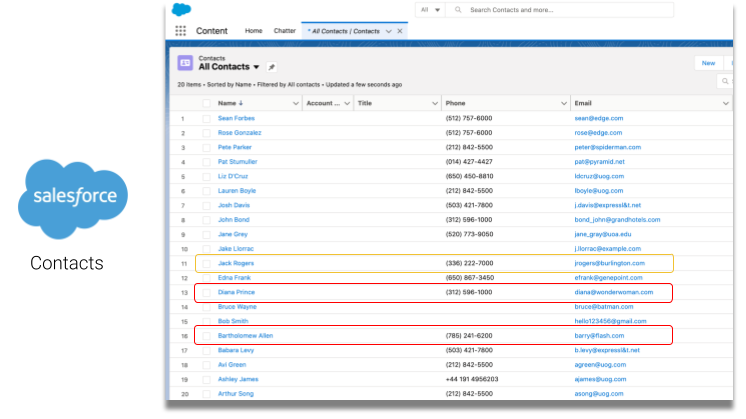 All
Search Contacts and more...
Content
Home
Chatter
* All Contacts | Contacts
Contacts
All Contacts
New
20 items • Sorted by Name • Filtered by All contacts • Updated a few seconds ago
Name Account ... Title Phone Email
1 Sean Forbes (512) 757-6000 sean@edge.com
2 Rose Gonzalez (512) 757-6000 rose@edge.com
3 Pete Parker (212) 842-5500 peter@spiderman.com
4 Pat Stumuller (014) 427-4427 pat@pyramid.net
5 Liz D'Cruz (650) 450-8810 ldcruz@uog.com
6 Lauren Boyle (212) 842-5500 lboyle@uog.com
7 Josh Davis (503) 421-7800 j.davis@expressl&t.net
8 John Bond (312) 596-1000 bond_john@grandhotels.com
9 Jane Grey (520) 773-9050 jane_gray@uoa.edu
10 Jake Llorrac j.llorrac@example.com
11 Jack Rogers (336) 222-7000 jrogers@burlington.com
12 Edna Frank (650) 867-3450 efrank@genepoint.com
13 Diana Prince (312) 596-1000 diana@wonderwoman.com
14 Bruce Wayne bruce@batman.com
15 Bob Smith hello123456@gmail.com
16 Bartholomew Allen (785) 241-6200 barry@flash.com
17 Babara Levy (503) 421-7800 b.levy@expressl&t.net
18 Avi Green (212) 842-5500 agreen@uog.com
19 Ashley James +44 191 4956203 ajames@uog.com
20 Arthur Song (212) 842-5500 asong@uog.com
salesforce
Contacts